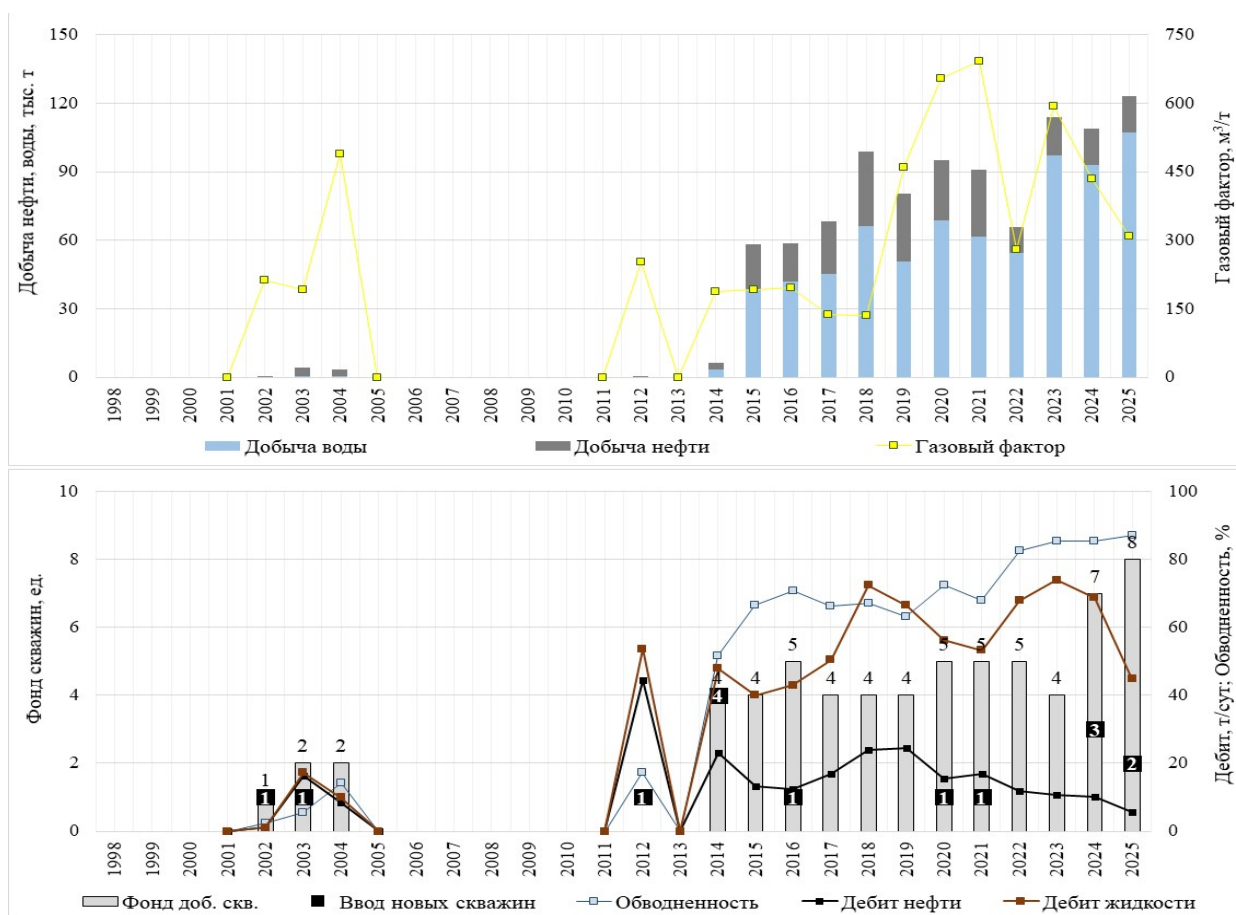 Добыча нефти, воды, тыс. т
150
120
90
60
30
0
750
600
450
300
150
0
Газовый фактор, м³/т
1998 1999 2000 2001 2002 2003 2004 2005 2006 2007 2008 2009 2010 2011 2012 2013 2014 2015 2016 2017 2018 2019 2020 2021 2022 2023 2024 2025
Добыча воды Добыча нефти Газовый фактор
Фонд скважин, ед.
10
8
6
4
2
0
100
80
60
40
20
0
Дебит, т/сут; Обводненность, %
1 2 2 4 4 5 4 4 4 5 5 5 4 7 8
1 1 1 4 1 1 1 3 2
1998 1999 2000 2001 2002 2003 2004 2005 2006 2007 2008 2009 2010 2011 2012 2013 2014 2015 2016 2017 2018 2019 2020 2021 2022 2023 2024 2025
Фонд доб. скв. Ввод новых скважин Обводненность Дебит нефти Дебит жидкости